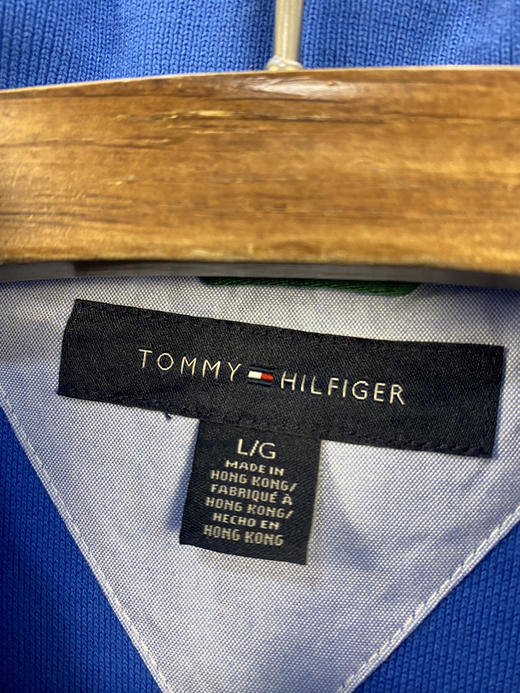 TOMMY HILFIGER
L/G
MADE IN
HONG KONG/
FABRIQUÉ À
HONG KONG/
HECHO EN
HONG KONG